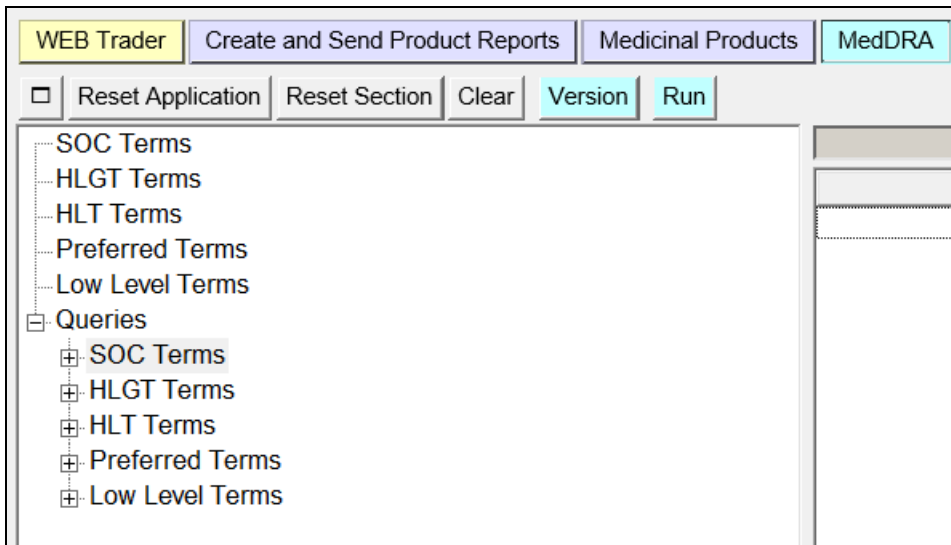 WEB Trader Create and Send Product Reports Medicinal Products MedDRA
Reset Application Reset Section Clear Version Run
SOC Terms
HLGT Terms
HLT Terms
Preferred Terms
Low Level Terms
Queries
SOC Terms
HLGT Terms
HLT Terms
Preferred Terms
Low Level Terms